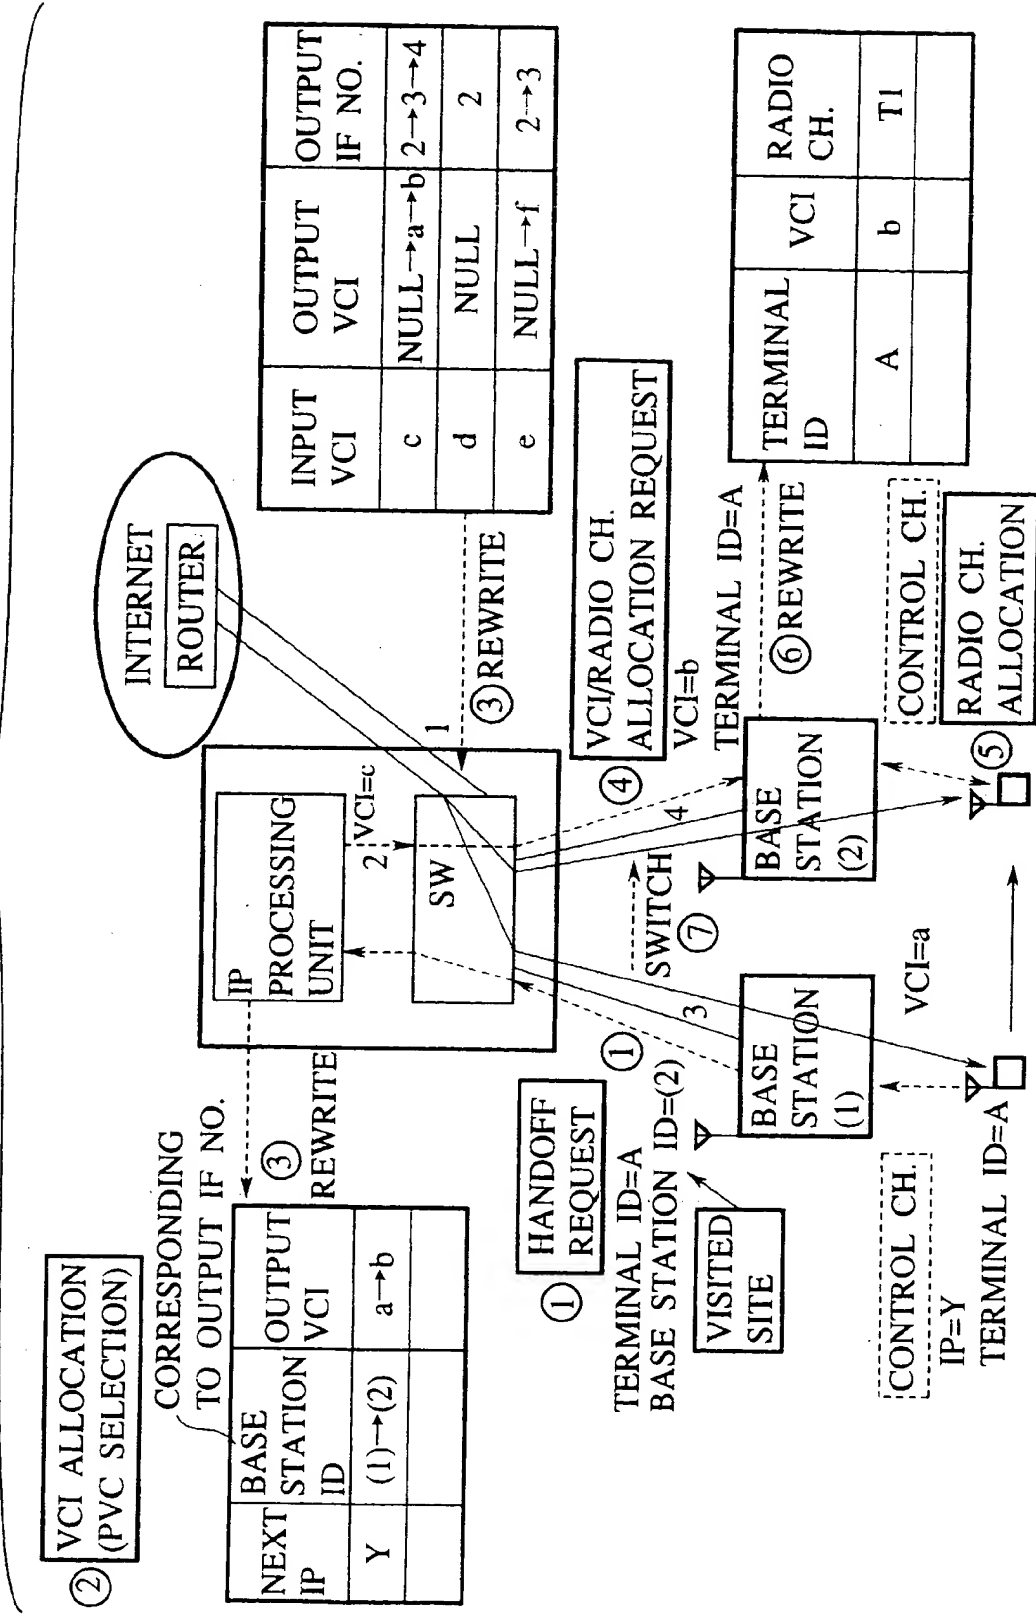 ② VCI ALLOCATION
(PVC SELECTION)
CORRESPONDING
TO OUTPUT IF NO.
NEXT IP | BASE STATION ID | OUTPUT VCI
Y | (1)→(2) | a→b
③
REWRITE
INTERNET
ROUTER
IP
PROCESSING
UNIT
2
VCI=c
SW
1
③ REWRITE
INPUT VCI | OUTPUT VCI | OUTPUT IF NO.
c | NULL→a→b | 2→3→4
d | NULL | 2
e | NULL→f | 2→3
① HANDOFF
REQUEST
①
TERMINAL ID=A
BASE STATION ID=(2)
VISITED
SITE
3
SWITCH
⑦
4
④ VCI/RADIO CH.
ALLOCATION REQUEST
VCI=b
TERMINAL ID=A
⑥ REWRITE
TERMINAL ID | VCI | RADIO CH.
A | b | T1
BASE
STATION
(1)
BASE
STATION
(2)
CONTROL CH.
IP=Y
TERMINAL ID=A
VCI=a
CONTROL CH.
⑤ RADIO CH.
ALLOCATION